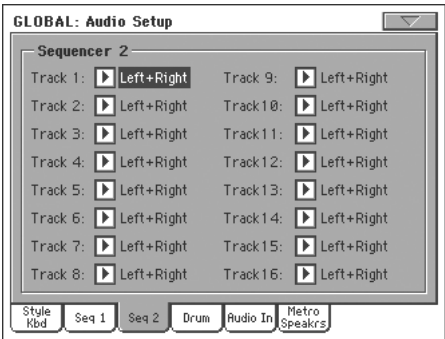 GLOBAL: Audio Setup
Sequencer 2
Track 1: Left+Right Track 9: Left+Right
Track 2: Left+Right Track10: Left+Right
Track 3: Left+Right Track11: Left+Right
Track 4: Left+Right Track12: Left+Right
Track 5: Left+Right Track13: Left+Right
Track 6: Left+Right Track14: Left+Right
Track 7: Left+Right Track15: Left+Right
Track 8: Left+Right Track16: Left+Right
Style Kbd Seq 1 Seq 2 Drum Audio In Metro Speakrs